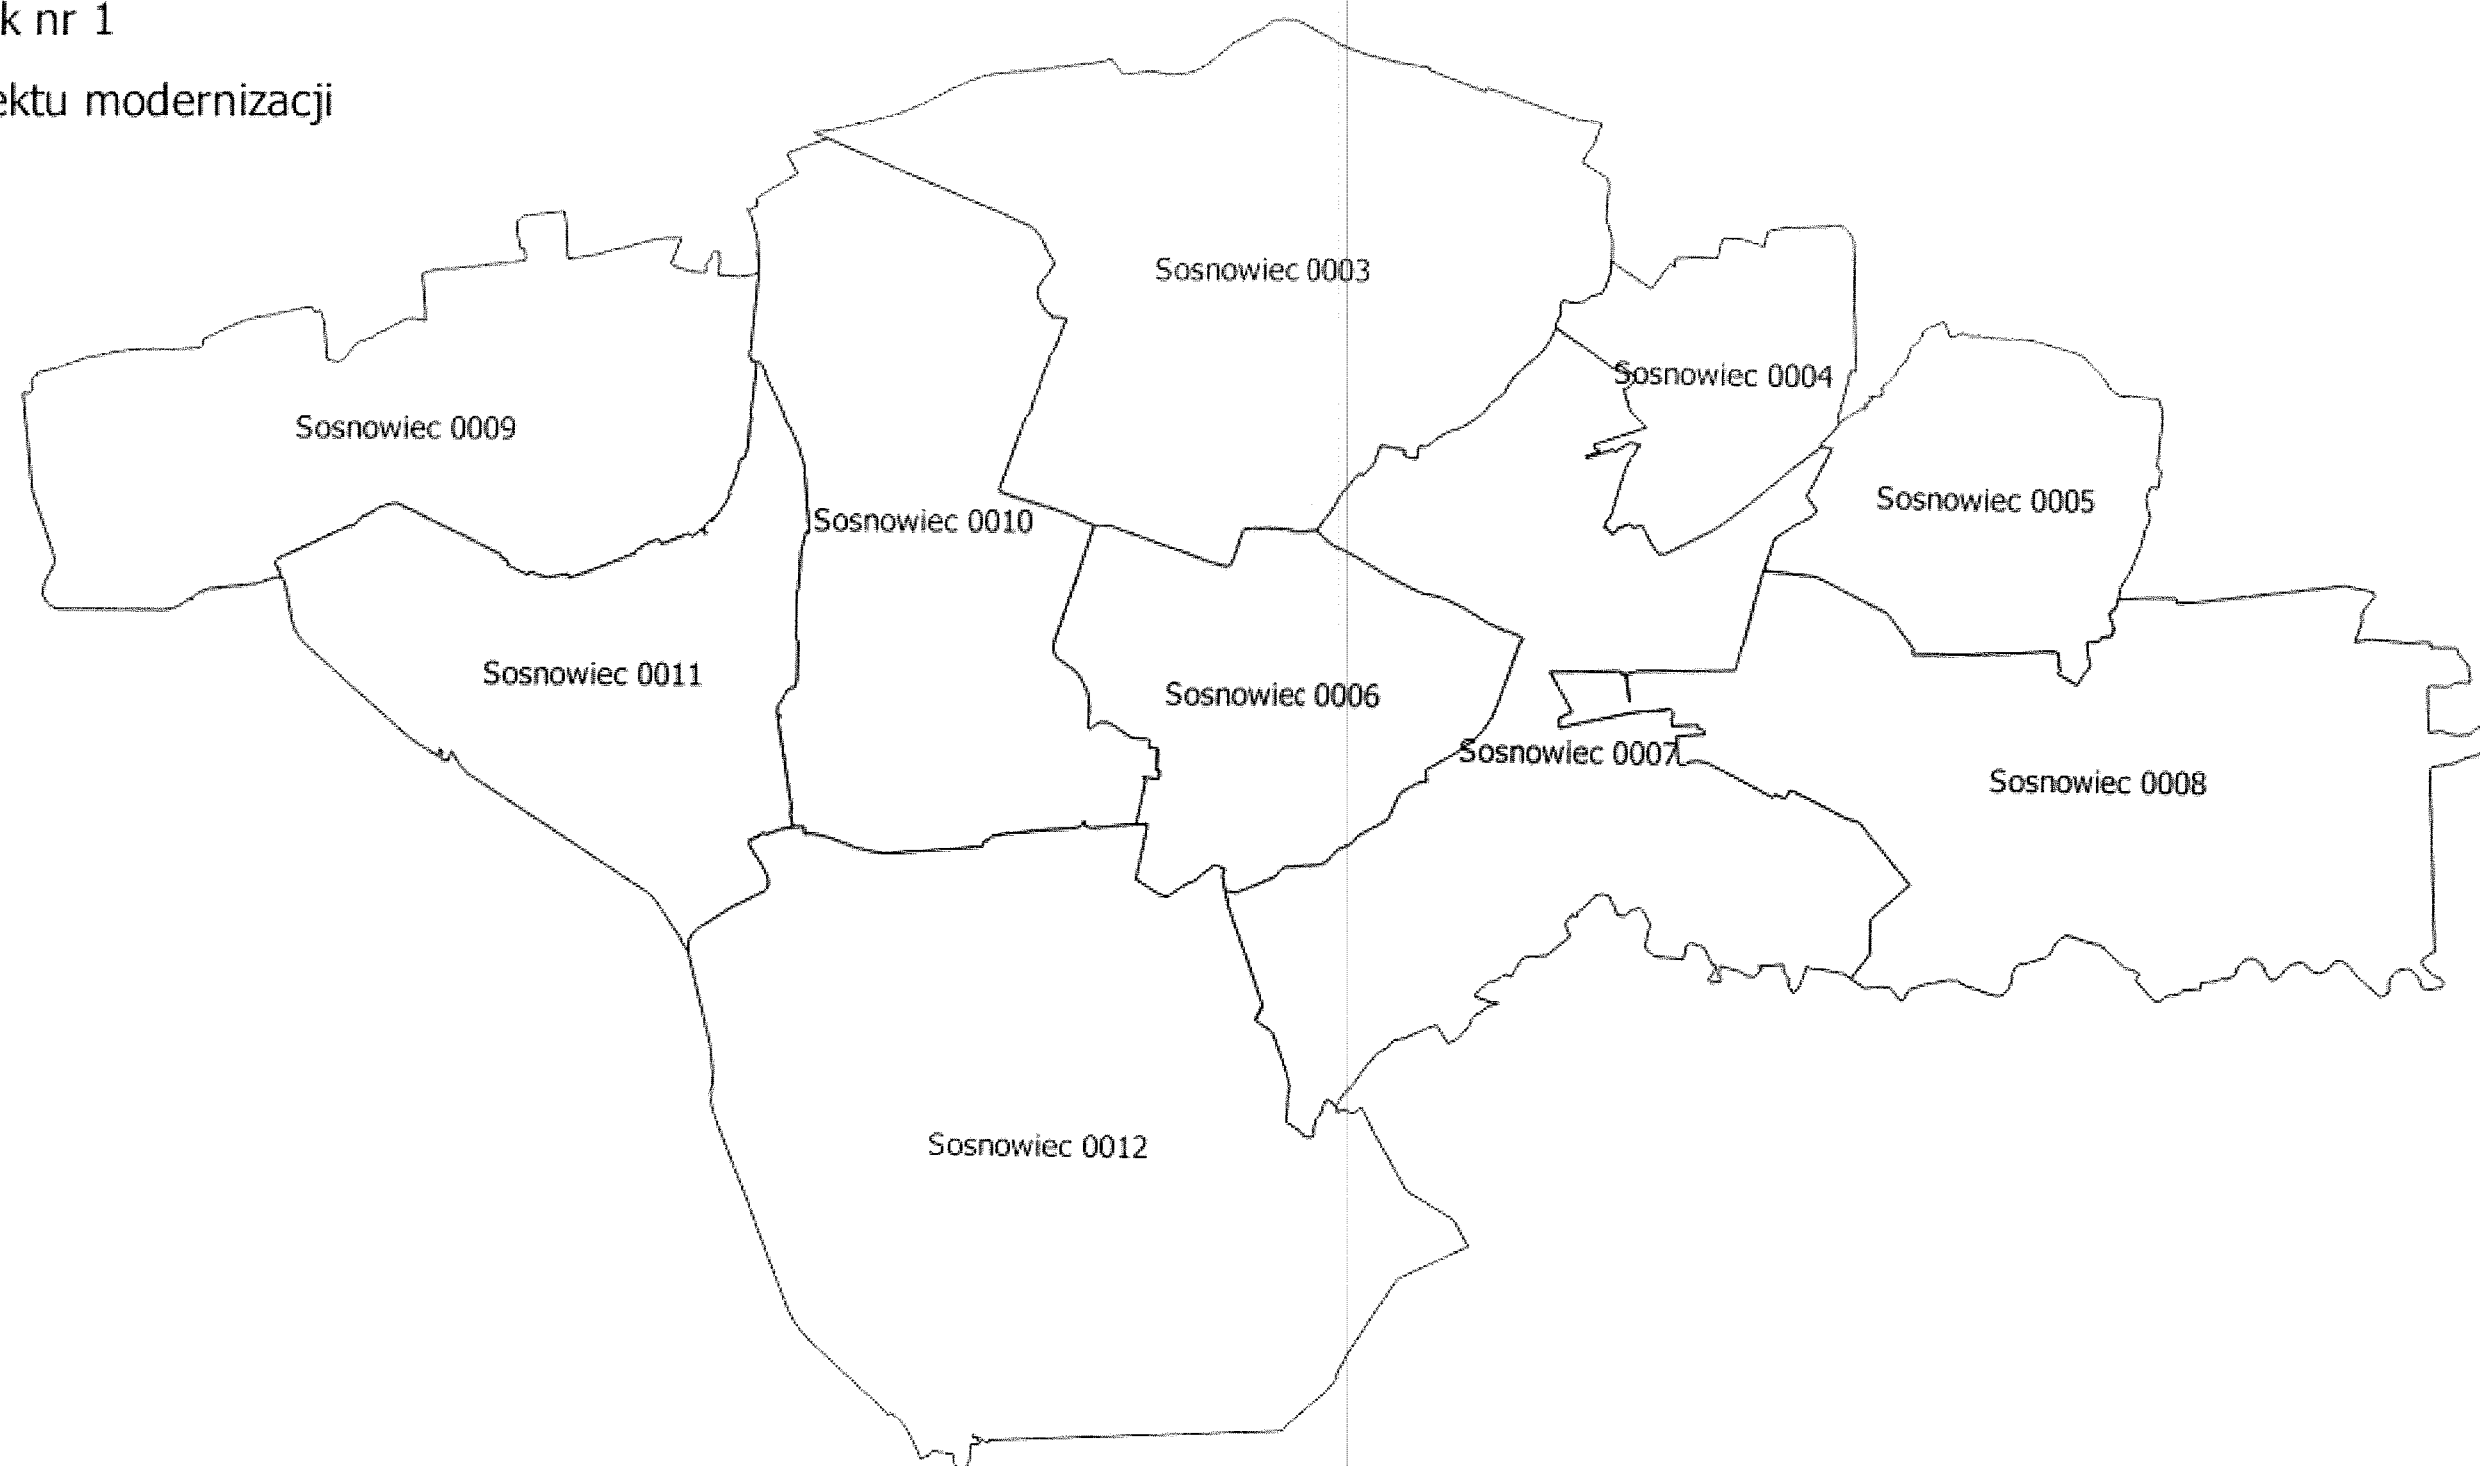 k nr 1
ektu modernizacji
Sosnowiec 0003
Sosnowiec 0004
Sosnowiec 0009
Sosnowiec 0005
Sosnowiec 0010
Sosnowiec 0011
Sosnowiec 0006
Sosnowiec 0007
Sosnowiec 0008
Sosnowiec 0012